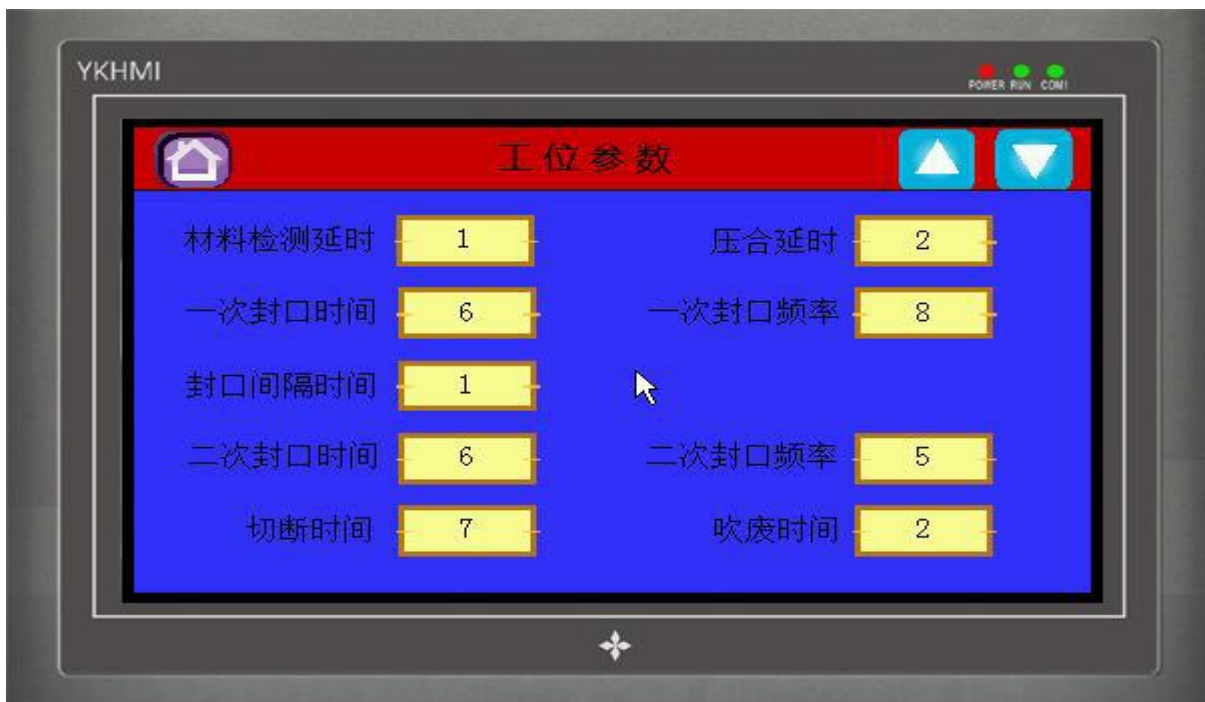 YKHMI
POWER RUN COM1
工位参数
材料检测延时 1 压合延时 2
一次封口时间 6 一次封口频率 8
封口间隔时间 1
二次封口时间 6 二次封口频率 5
切断时间 7 吹废时间 2